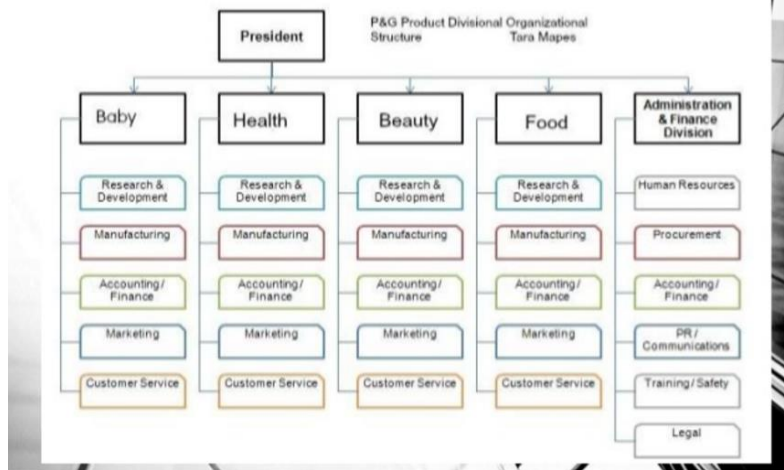 President
P&G Product Divisional Organizational
Structure Tara Mapes
Baby
Health
Beauty
Food
Administration
& Finance
Division
Research &
Development
Research &
Development
Research &
Development
Research &
Development
Human Resources
Manufacturing
Manufacturing
Manufacturing
Manufacturing
Procurement
Accounting/
Finance
Accounting/
Finance
Accounting/
Finance
Accounting/
Finance
Accounting/
Finance
Marketing
Marketing
Marketing
Marketing
PR/
Communications
Customer Service
Customer Service
Customer Service
Customer Service
Training/Safety
Legal